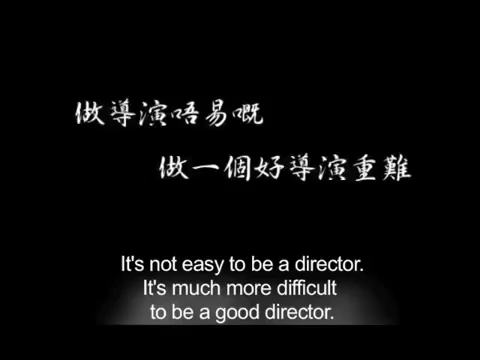 做導演唔易嘅
做一個好導演重難
It's not easy to be a director.
It's much more difficult
to be a good director.